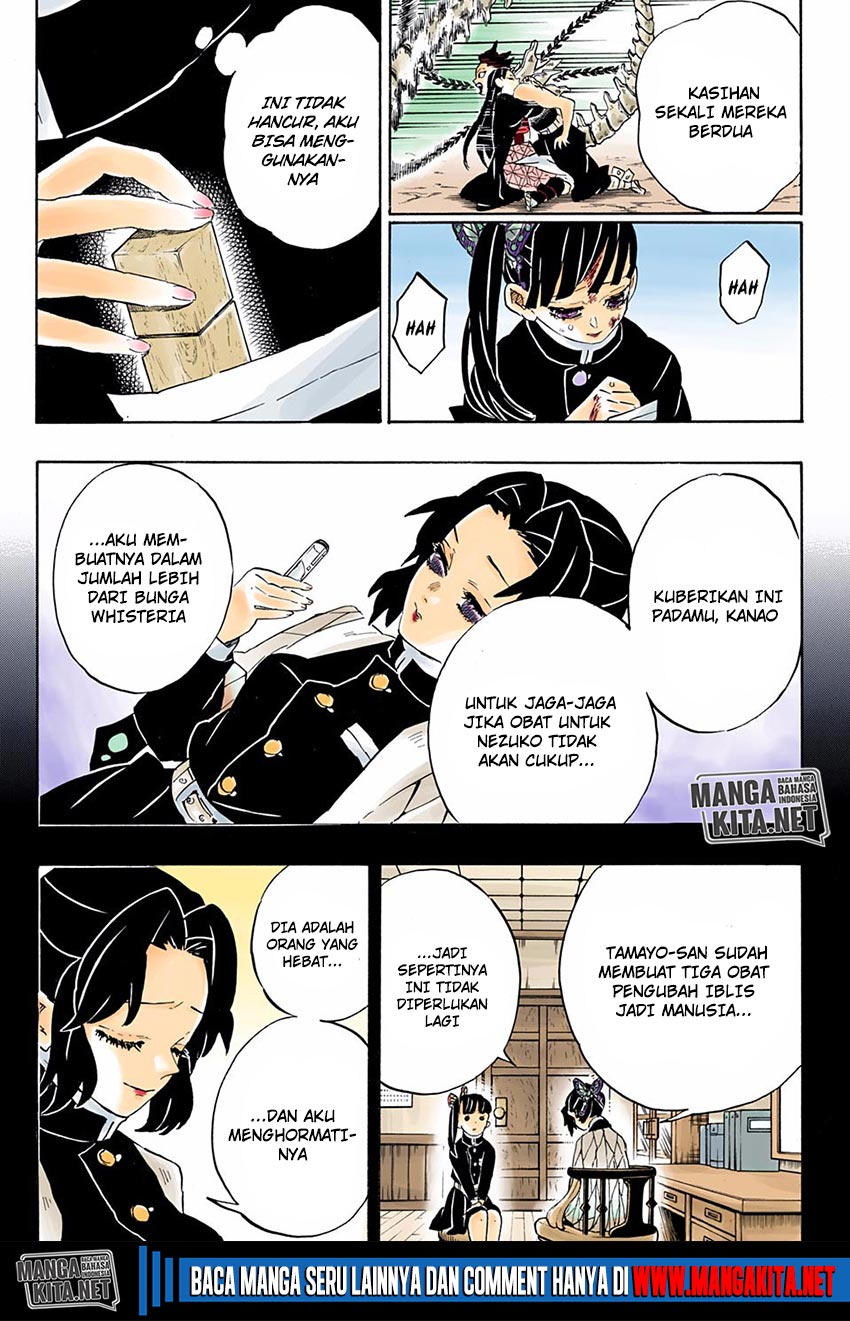 KASIHAN
SEKALI MEREKA
BERDUA
INI TIDAK
HANCUR, AKU
BISA MENG-
GUNAKAN-
NYA
HAH
HAH
KUBERIKAN INI
PADAMU, KANAO
UNTUK JAGA-JAGA
JIKA OBAT UNTUK
NEZUKO TIDAK
AKAN CUKUP...
...AKU MEM-
BUATNYA DALAM
JUMLAH LEBIH
DARI BUNGA
WHISTERIA
MANGA
BACA MANGA
BAHASA
INDONESIA
KITA.NET
TAMAYO-SAN SUDAH
MEMBUAT TIGA OBAT
PENGUBAH IBLIS
JADI MANUSIA...
...JADI
SEPERTINYA
INI TIDAK
DIPERLUKAN
LAGI
DIA ADALAH
ORANG YANG
HEBAT...
...DAN AKU
MENGHORMATI-
NYA
MANGA
BACA MANGA
BAHASA
INDONESIA
KITA.NET
BACA MANGA SERU LAINNYA DAN COMMENT HANYA DI WWW.MANGAKITA.NET